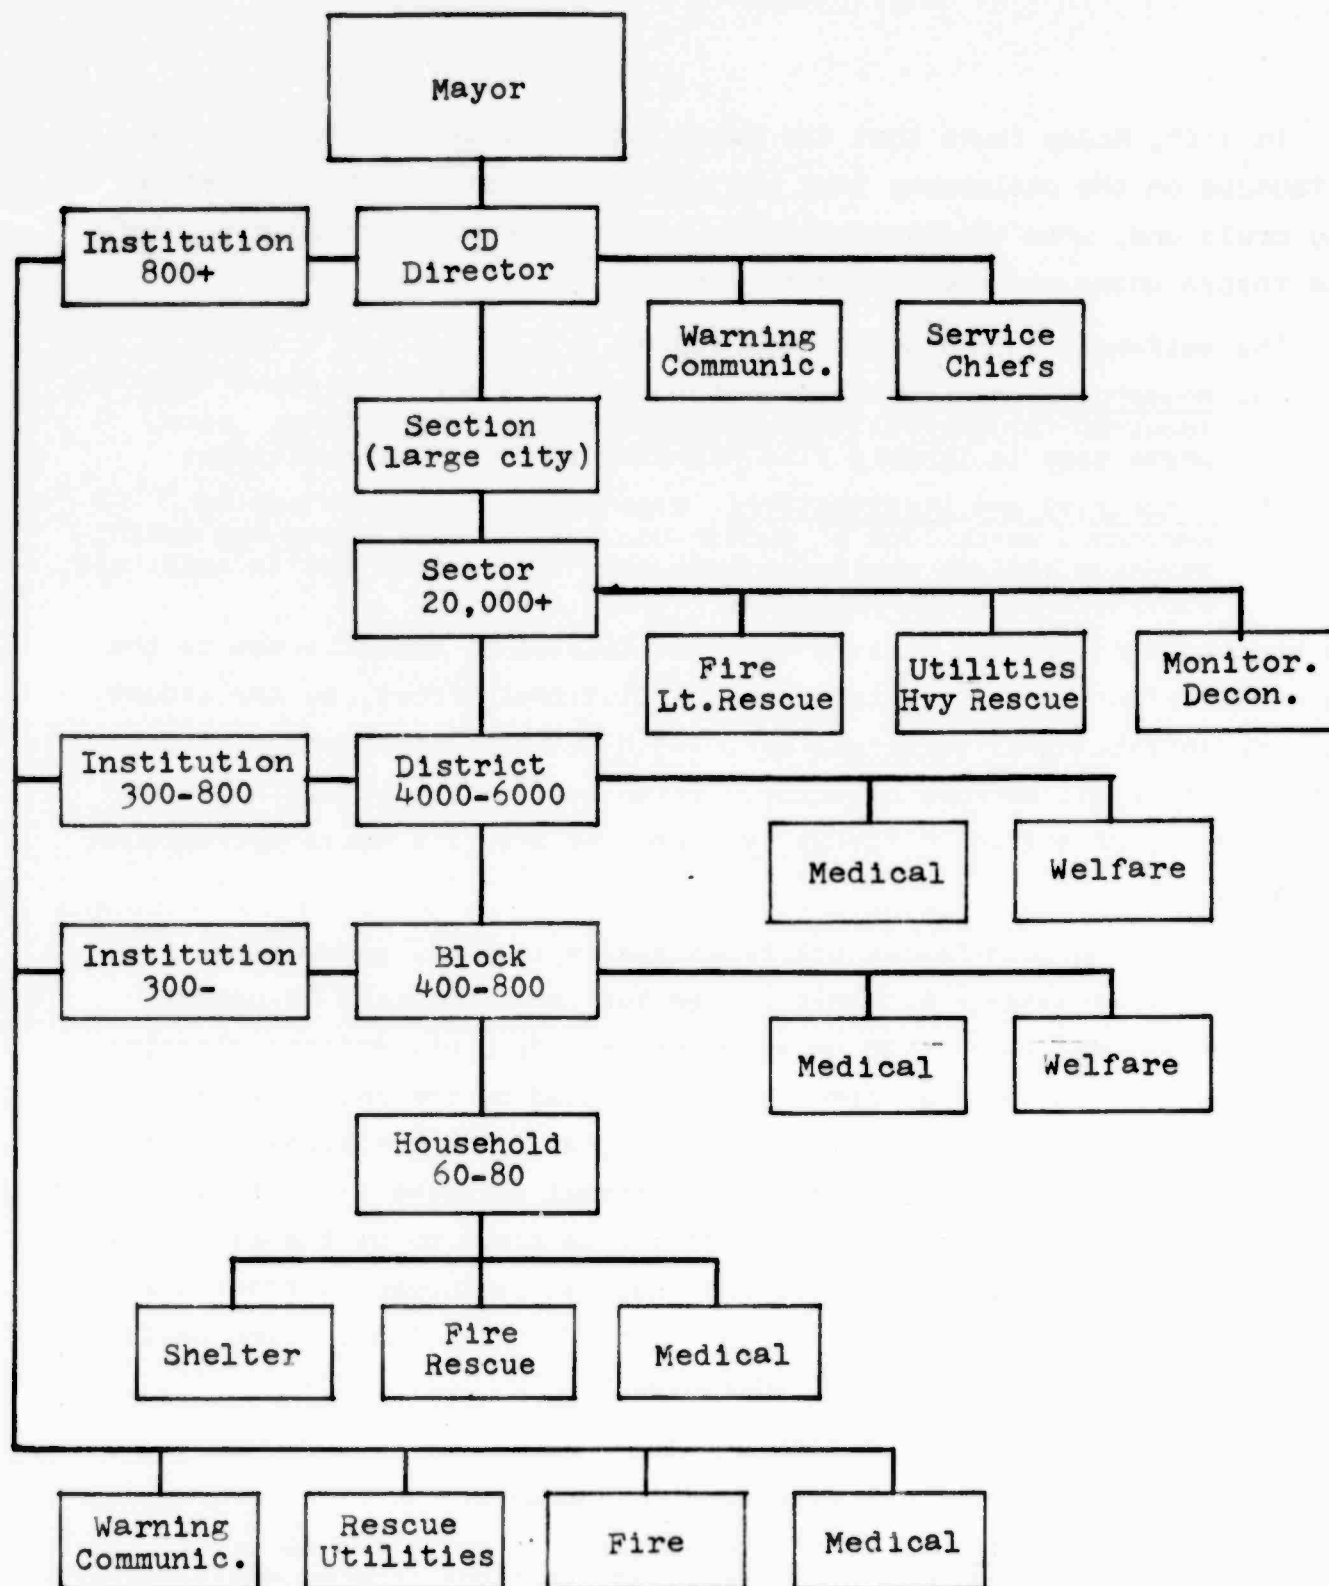 Mayor
Institution
800+
CD
Director
Warning
Communic.
Service
Chiefs
Section
(large city)
Sector
20,000+
Fire
Lt.Rescue
Utilities
Hvy Rescue
Monitor.
Decon.
Institution
300-800
District
4000-6000
Medical
Welfare
Institution
300-
Block
400-800
Medical
Welfare
Household
60-80
Shelter
Fire
Rescue
Medical
Warning
Communic.
Rescue
Utilities
Fire
Medical